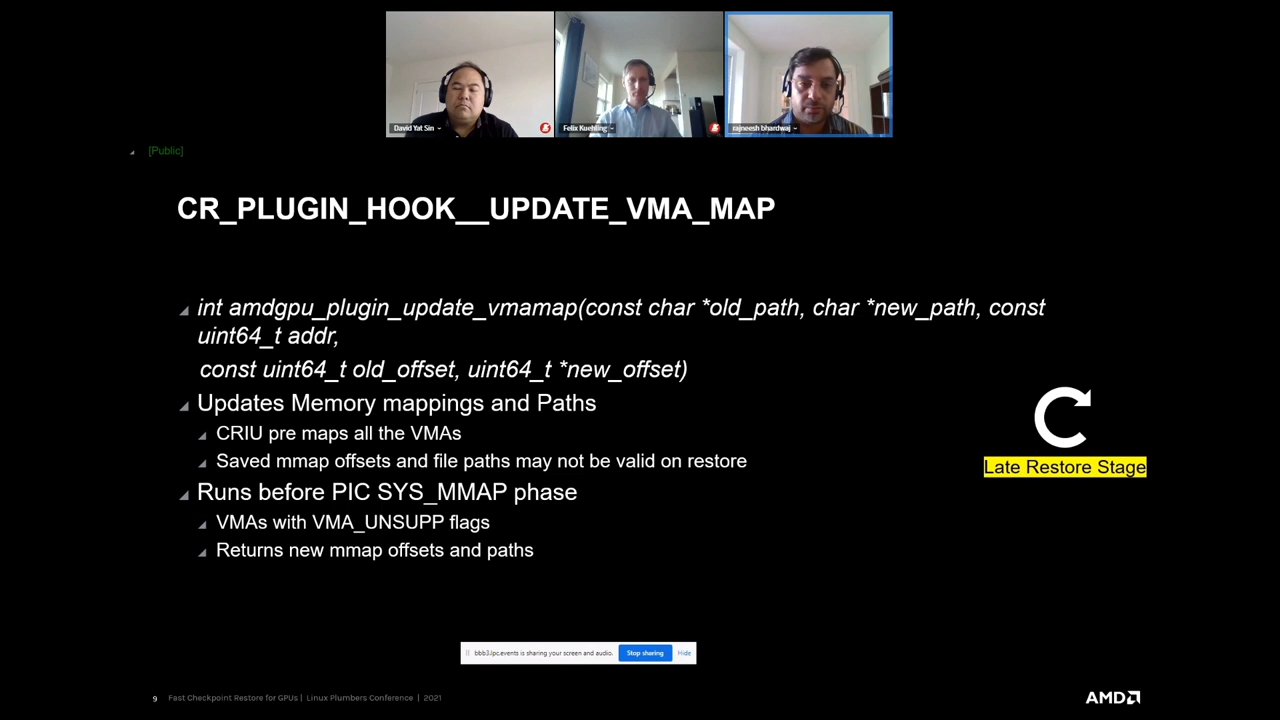 David Yat Sin
Felix Kuehling
rajneesh bhardwaj
[Public]
CR_PLUGIN_HOOK__UPDATE_VMA_MAP
int amdgpu_plugin_update_vmamap(const char *old_path, char *new_path, const
uint64_t addr,
const uint64_t old_offset, uint64_t *new_offset)
Updates Memory mappings and Paths
CRIU pre maps all the VMAs
Saved mmap offsets and file paths may not be valid on restore
Late Restore Stage
Runs before PIC SYS_MMAP phase
VMAs with VMA_UNSUPP flags
Returns new mmap offsets and paths
bbb3.lpc.events is sharing your screen and audio. Stop sharing Hide
9 Fast Checkpoint Restore for GPUs | Linux Plumbers Conference | 2021
AMD